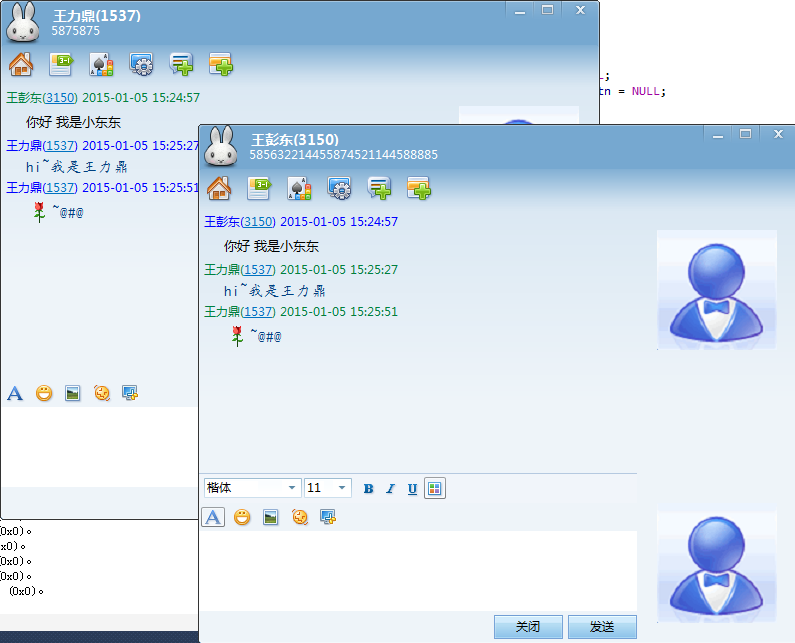 王力鼎(1537)
5875875
王彭东(3150) 2015-01-05 15:24:57
你好 我是小东东
王力鼎(1537) 2015-01-05 15:25:27
hi~我是王力鼎
王力鼎(1537) 2015-01-05 15:25:51
~@#@
;
tn = NULL;
王彭东(3150)
585632214455874521144588885
王彭东(3150) 2015-01-05 15:24:57
你好 我是小东东
王力鼎(1537) 2015-01-05 15:25:27
hi~我是王力鼎
王力鼎(1537) 2015-01-05 15:25:51
~@#@
楷体 11 B I U
A
A
关闭 发送
(0x0)。
x0)。
(0x0)。
(0x0)。
(0x0)。